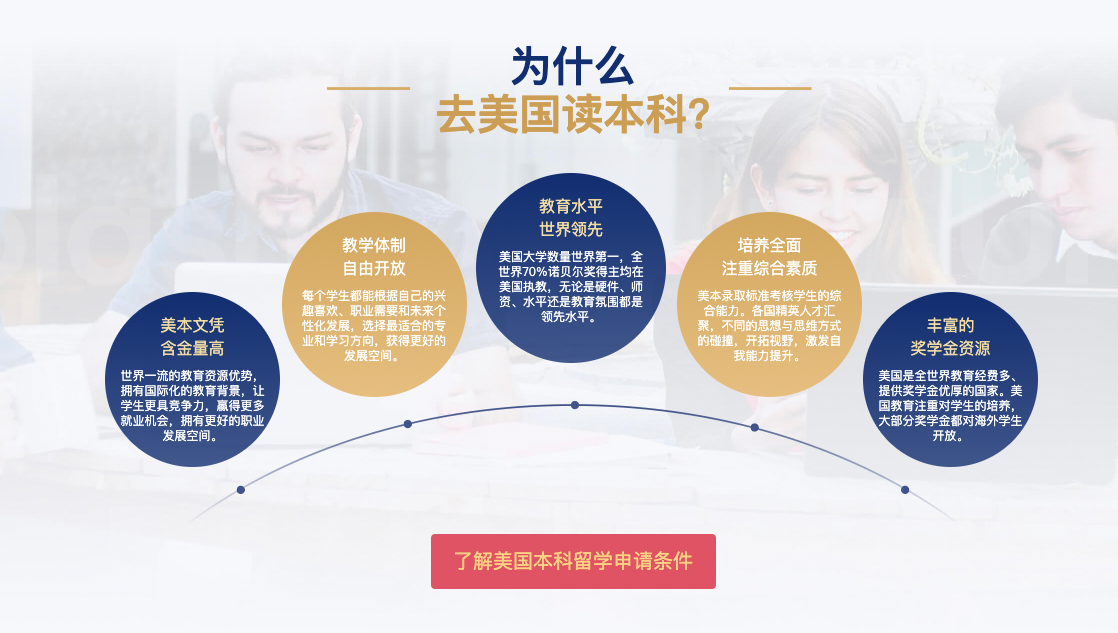 为什么
去美国读本科?
美本文凭
含金量高
世界一流的教育资源优势，
拥有国际化的教育背景，让
学生更具竞争力，赢得更多
就业机会，拥有更好的职业
发展空间。
教学体制
自由开放
每个学生都能根据自己的兴
趣喜欢、职业需要和未来个
性化发展，选择最适合的专
业和学习方向，获得更好的
发展空间。
教育水平
世界领先
美国大学数量世界第一，全
世界70%诺贝尔奖得主均在
美国执教，无论是硬件、师
资、水平还是教育氛围都是
领先水平。
培养全面
注重综合素质
美本录取标准考核学生的综
合能力。各国精英人才汇
聚，不同的思想与思维方式
的碰撞，开拓视野，激发自
我能力提升。
丰富的
奖学金资源
美国是全世界教育经费多、
提供奖学金优厚的国家。美
国教育注重对学生的培养，
大部分奖学金都对海外学生
开放。
了解美国本科留学申请条件